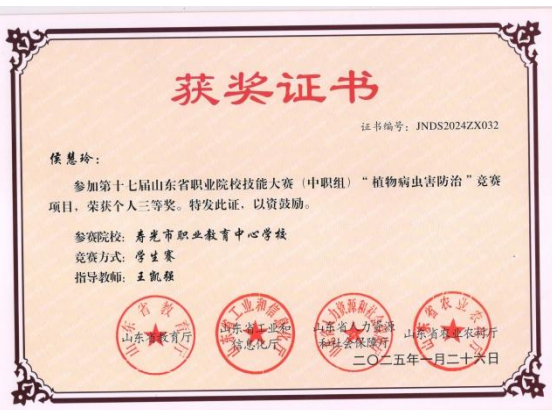 获奖证书
证书编号：JNDS2024ZX032
侯慧玲：
参加第十七届山东省职业院校技能大赛（中职组）“植物病虫害防治”竞赛
项目，荣获个人三等奖。特发此证，以资鼓励。
参赛院校：寿光市职业教育中心学校
竞赛方式：学生赛
指导教师：王凯强
山东省教育厅 山东省工业和信息化厅 山东省人力资源和社会保障厅 山东省农业农村厅
二〇二五年一月二十六日